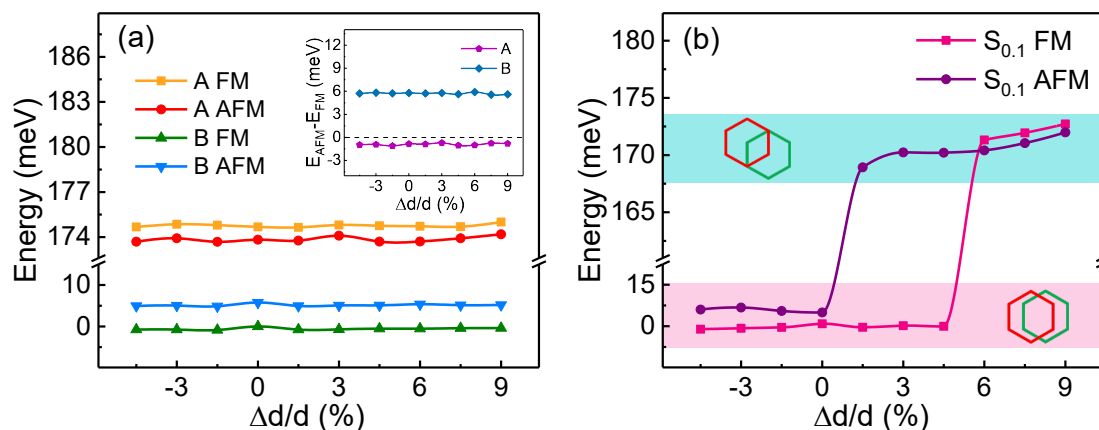 (a)
Energy (meV)
186
183
180
177
174
10
5
0
-3
0
3
6
9
Δd/d (%)
A FM
A AFM
B FM
B AFM
E_AFM-E_FM (meV)
12
9
6
3
0
-3
-3
0
3
6
9
Δd/d (%)
A
B
(b)
Energy (meV)
180
175
170
165
15
0
-3
0
3
6
9
Δd/d (%)
S_0.1 FM
S_0.1 AFM